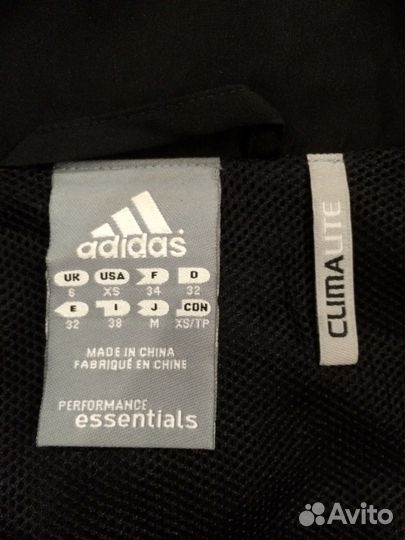 adidas
UK USA F D
S XS 34 32
E I J CDN
32 38 M XS/TP
MADE IN CHINA
FABRIQUÉ EN CHINE
PERFORMANCE
essentials
CLIMALITE
Avito